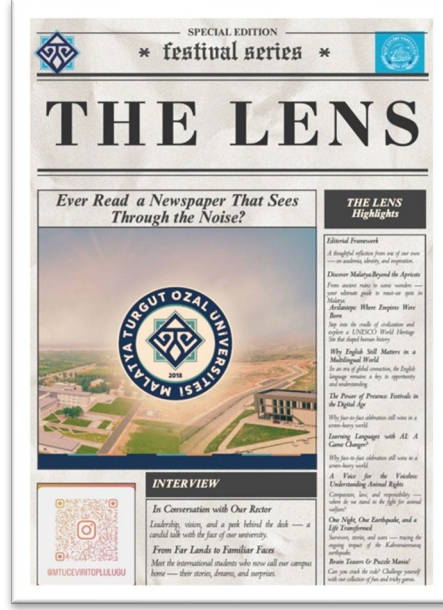 SPECIAL EDITION
* festival series *
THE LENS
Ever Read a Newspaper That Sees
Through the Noise?
MALATYA TURGUT OZAL UNIVERSITESI
2018
THE LENS
Highlights
Editorial Framework
A thoughtful reflection from one of our own
— on academia, identity, and inspiration.
Discover Malatya:Beyond the Apricots
From ancient ruins to scenic wonders —
your ultimate guide to must-see spots in
Malatya.
Arslantepe: Where Empires Were
Born
Step into the cradle of civilization and
explore a UNESCO World Heritage
Site that shaped human history.
Why English Still Matters in a
Multilingual World
In an era of global connection, the English
language remains a key to opportunity
and understanding.
The Power of Presence: Festivals in
the Digital Age
Why face-to-face celebration still wins in a
screen-heavy world.
Learning Languages with AI: A
Game Changer?
Why face-to-face celebration still wins in a
screen-heavy world.
A Voice for the Voiceless:
Understanding Animal Rights
Compassion, law, and responsibility —
where do we stand in the fight for animal
welfare?
One Night, One Earthquake, and a
Life Transformed
Survivors, stories, and scars — tracing the
ongoing impact of the Kahramanmaraş
earthquake.
Brain Teasers & Puzzle Mania!
Can you crack the code? Challenge yourself
with our collection of fun and tricky games.
INTERVIEW
In Conversation with Our Rector
Leadership, vision, and a peek behind the desk — a
candid talk with the face of our university.
From Far Lands to Familiar Faces
Meet the international students who now call our campus
home — their stories, dreams, and surprises.
@MTUCEVIRITOPLULUGU